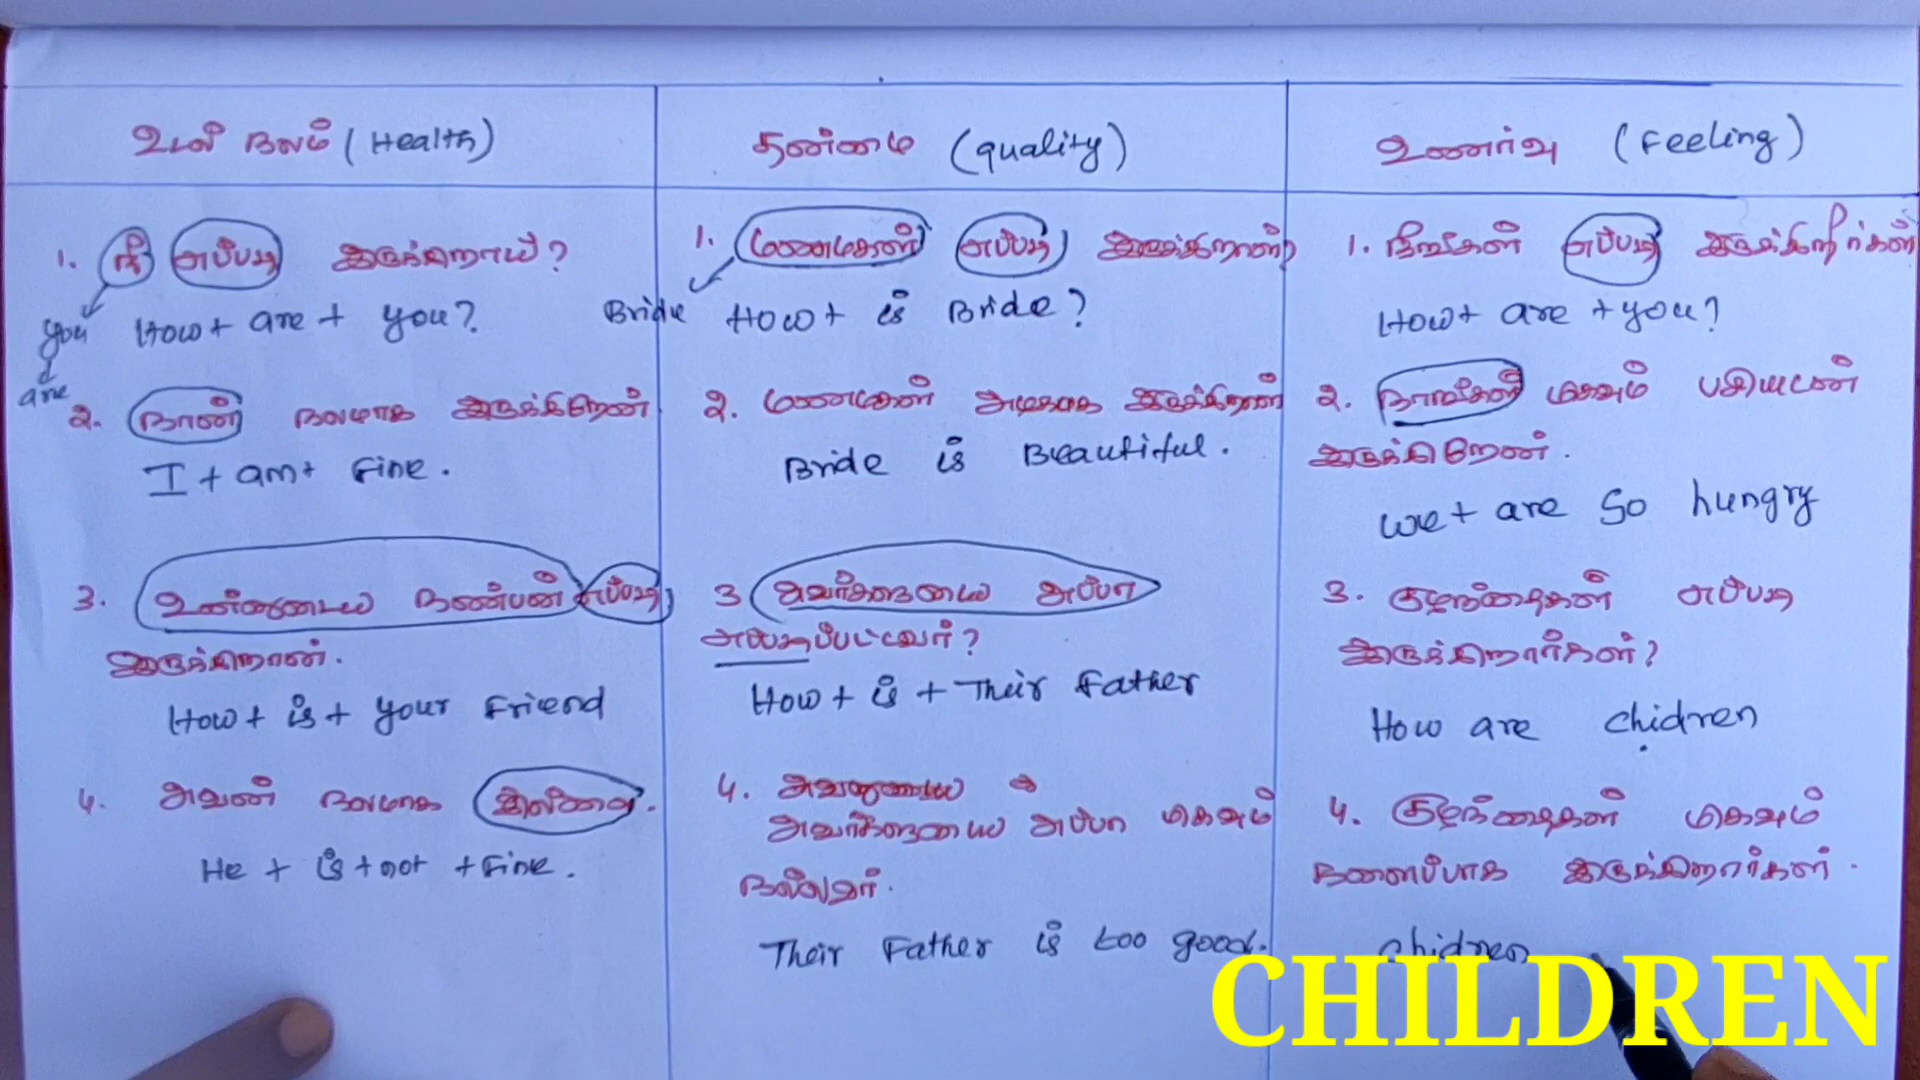 உடல் நலம் (Health)
1. நீ எப்படி இருக்கிறாய்?
you How + are + you?
are
2. நான் நலமாக இருக்கிறேன்
I + am + Fine.
3. உன்னுடைய நண்பன் எப்படி
இருக்கிறான்.
How + is + your Friend
4. அவன் நலமாக இல்லை.
He + is + not + Fine.
தன்மை (quality)
1. மணமகள் எப்படி இருக்கிறாள்?
Bride How + is Bride?
2. மணமகள் அழகாக இருக்கிறாள்
Bride is Beautiful.
3 அவர்களுடைய அப்பா
எப்படிப்பட்டவர்?
How + is + Their Father
4. அவனுடைய
அவர்களுடைய அப்பா மிகவும்
நல்லவர்.
Their Father is too good.
உணர்வு (Feeling)
1. நீங்கள் எப்படி இருக்கிறீர்கள்
How + are + you?
2. நாங்கள் மிகவும் பசியுடன்
இருக்கிறோம்.
we + are So hungry
3. குழந்தைகள் எப்படி
இருக்கிறார்கள்?
How are chidren
4. குழந்தைகள் மிகவும்
களைப்பாக இருக்கிறார்கள்.
chidren
CHILDREN